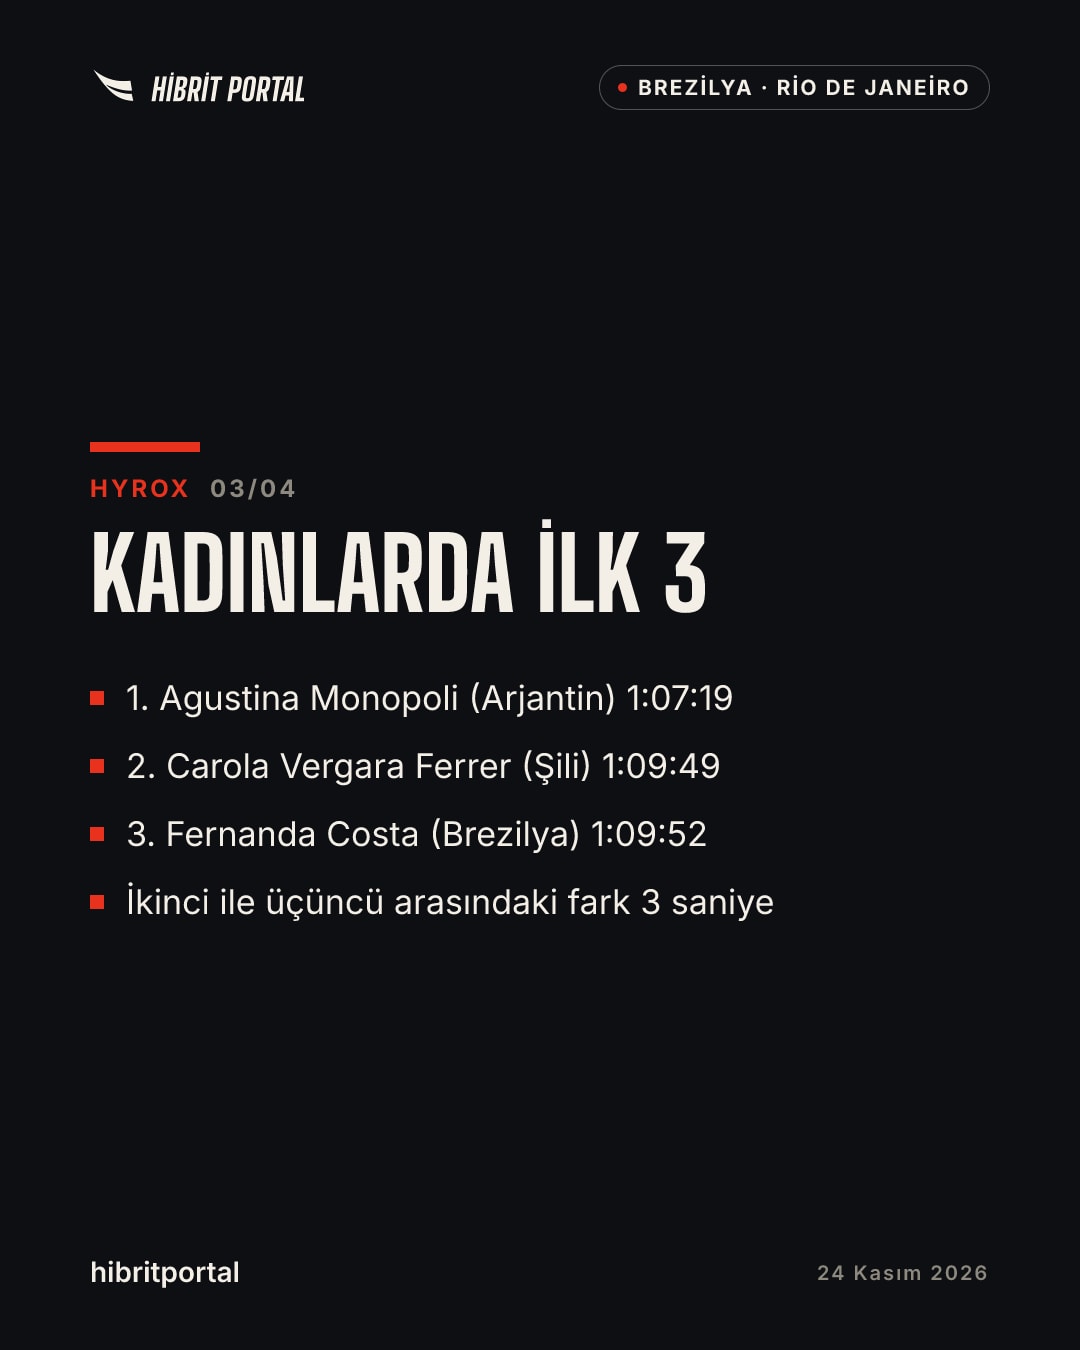 HİBRİT PORTAL
BREZİLYA · RİO DE JANEİRO
HYROX 03/04
KADINLARDA İLK 3
1. Agustina Monopoli (Arjantin) 1:07:19
2. Carola Vergara Ferrer (Şili) 1:09:49
3. Fernanda Costa (Brezilya) 1:09:52
İkinci ile üçüncü arasındaki fark 3 saniye
hibritportal
24 Kasım 2026